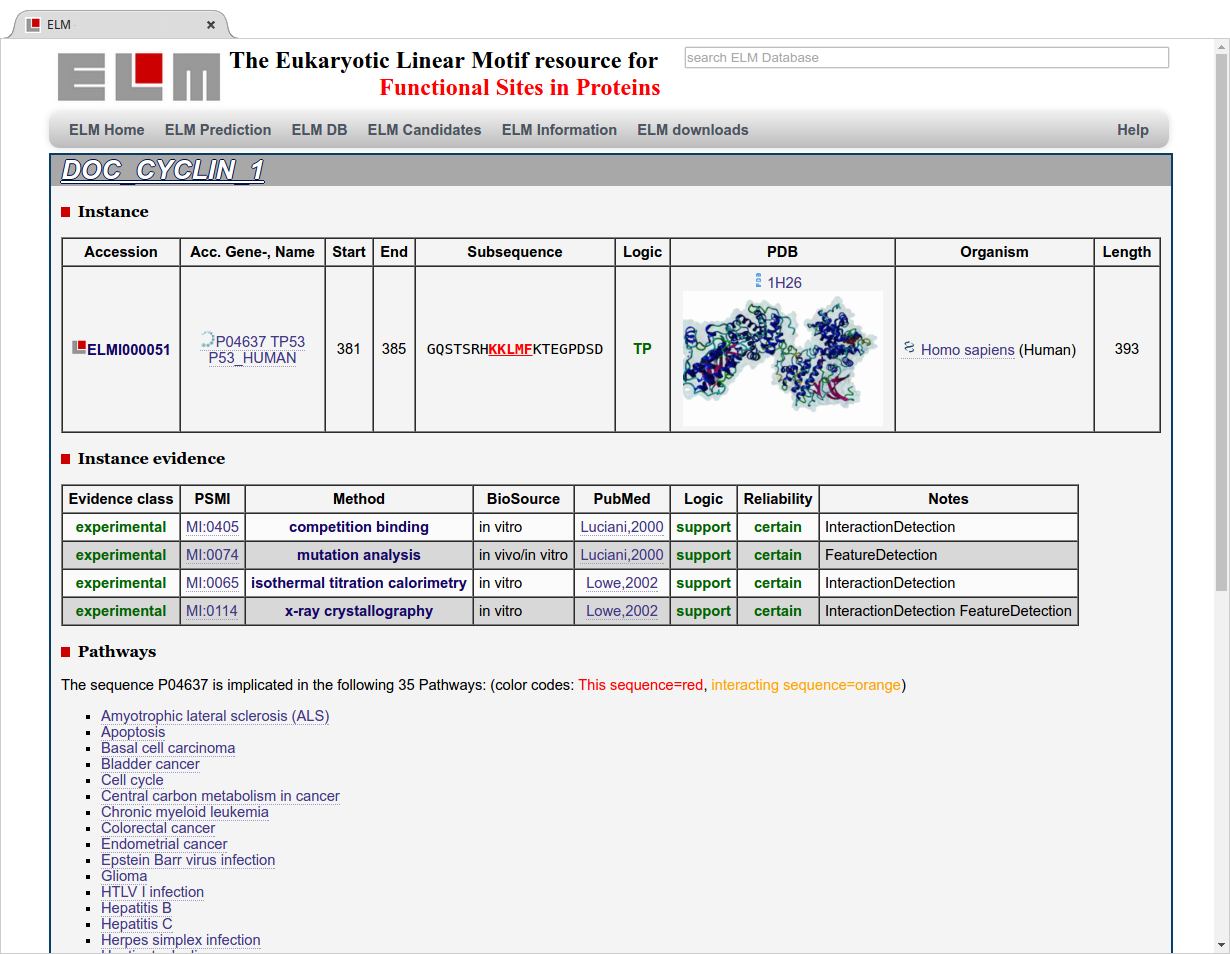 ELM
ELM
The Eukaryotic Linear Motif resource for
Functional Sites in Proteins
search ELM Database
ELM Home ELM Prediction ELM DB ELM Candidates ELM Information ELM downloads Help
DOC_CYCLIN_1
Instance
Accession Acc. Gene-, Name Start End Subsequence Logic PDB Organism Length
1H26
ELMI000051 P04637 TP53 381 385 GQSTSRHKKLMFKTEGPDSD TP Homo sapiens (Human) 393
P53_HUMAN
Instance evidence
Evidence class PSMI Method BioSource PubMed Logic Reliability Notes
experimental MI:0405 competition binding in vitro Luciani,2000 support certain InteractionDetection
experimental MI:0074 mutation analysis in vivo/in vitro Luciani,2000 support certain FeatureDetection
experimental MI:0065 isothermal titration calorimetry in vitro Lowe,2002 support certain InteractionDetection
experimental MI:0114 x-ray crystallography in vitro Lowe,2002 support certain InteractionDetection FeatureDetection
Pathways
The sequence P04637 is implicated in the following 35 Pathways: (color codes: This sequence=red, interacting sequence=orange)
Amyotrophic lateral sclerosis (ALS)
Apoptosis
Basal cell carcinoma
Bladder cancer
Cell cycle
Central carbon metabolism in cancer
Chronic myeloid leukemia
Colorectal cancer
Endometrial cancer
Epstein Barr virus infection
Glioma
HTLV I infection
Hepatitis B
Hepatitis C
Herpes simplex infection